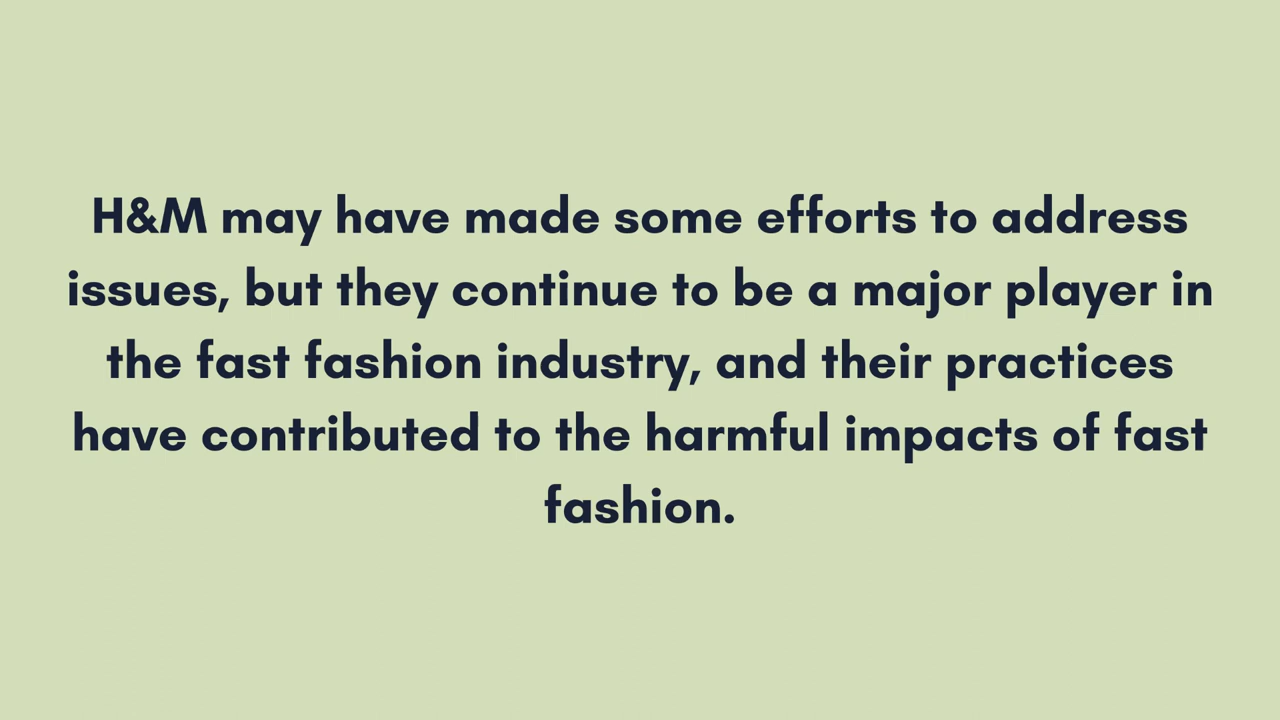 H&M may have made some efforts to address
issues, but they continue to be a major player in
the fast fashion industry, and their practices
have contributed to the harmful impacts of fast
fashion.